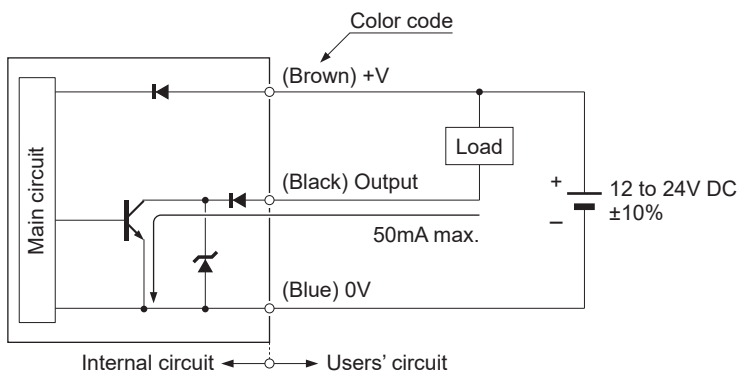 Color code
(Brown) +V
Main circuit
Load
(Black) Output
+
−
12 to 24V DC
±10%
50mA max.
(Blue) 0V
Internal circuit
Users’ circuit